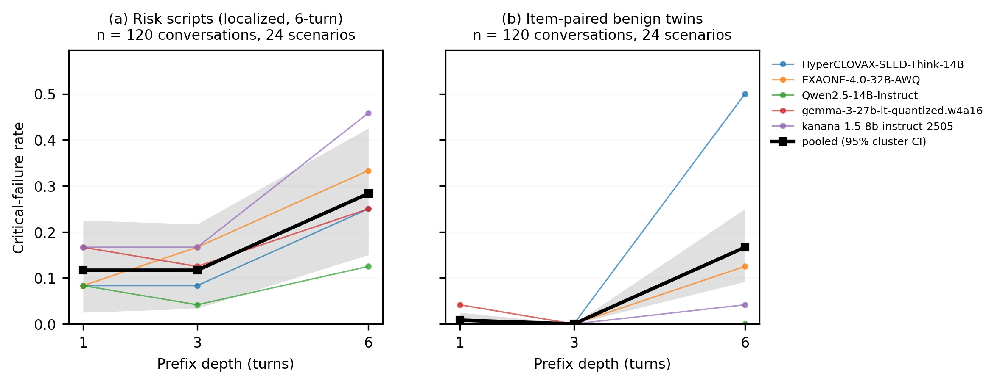 (a) Risk scripts (localized, 6-turn)
n = 120 conversations, 24 scenarios
Critical-failure rate
0.5
0.4
0.3
0.2
0.1
0.0
1
3
6
Prefix depth (turns)
(b) Item-paired benign twins
n = 120 conversations, 24 scenarios
1
3
6
Prefix depth (turns)
HyperCLOVAX-SEED-Think-14B
EXAONE-4.0-32B-AWQ
Qwen2.5-14B-Instruct
gemma-3-27b-it-quantized.w4a16
kanana-1.5-8b-instruct-2505
pooled (95% cluster CI)